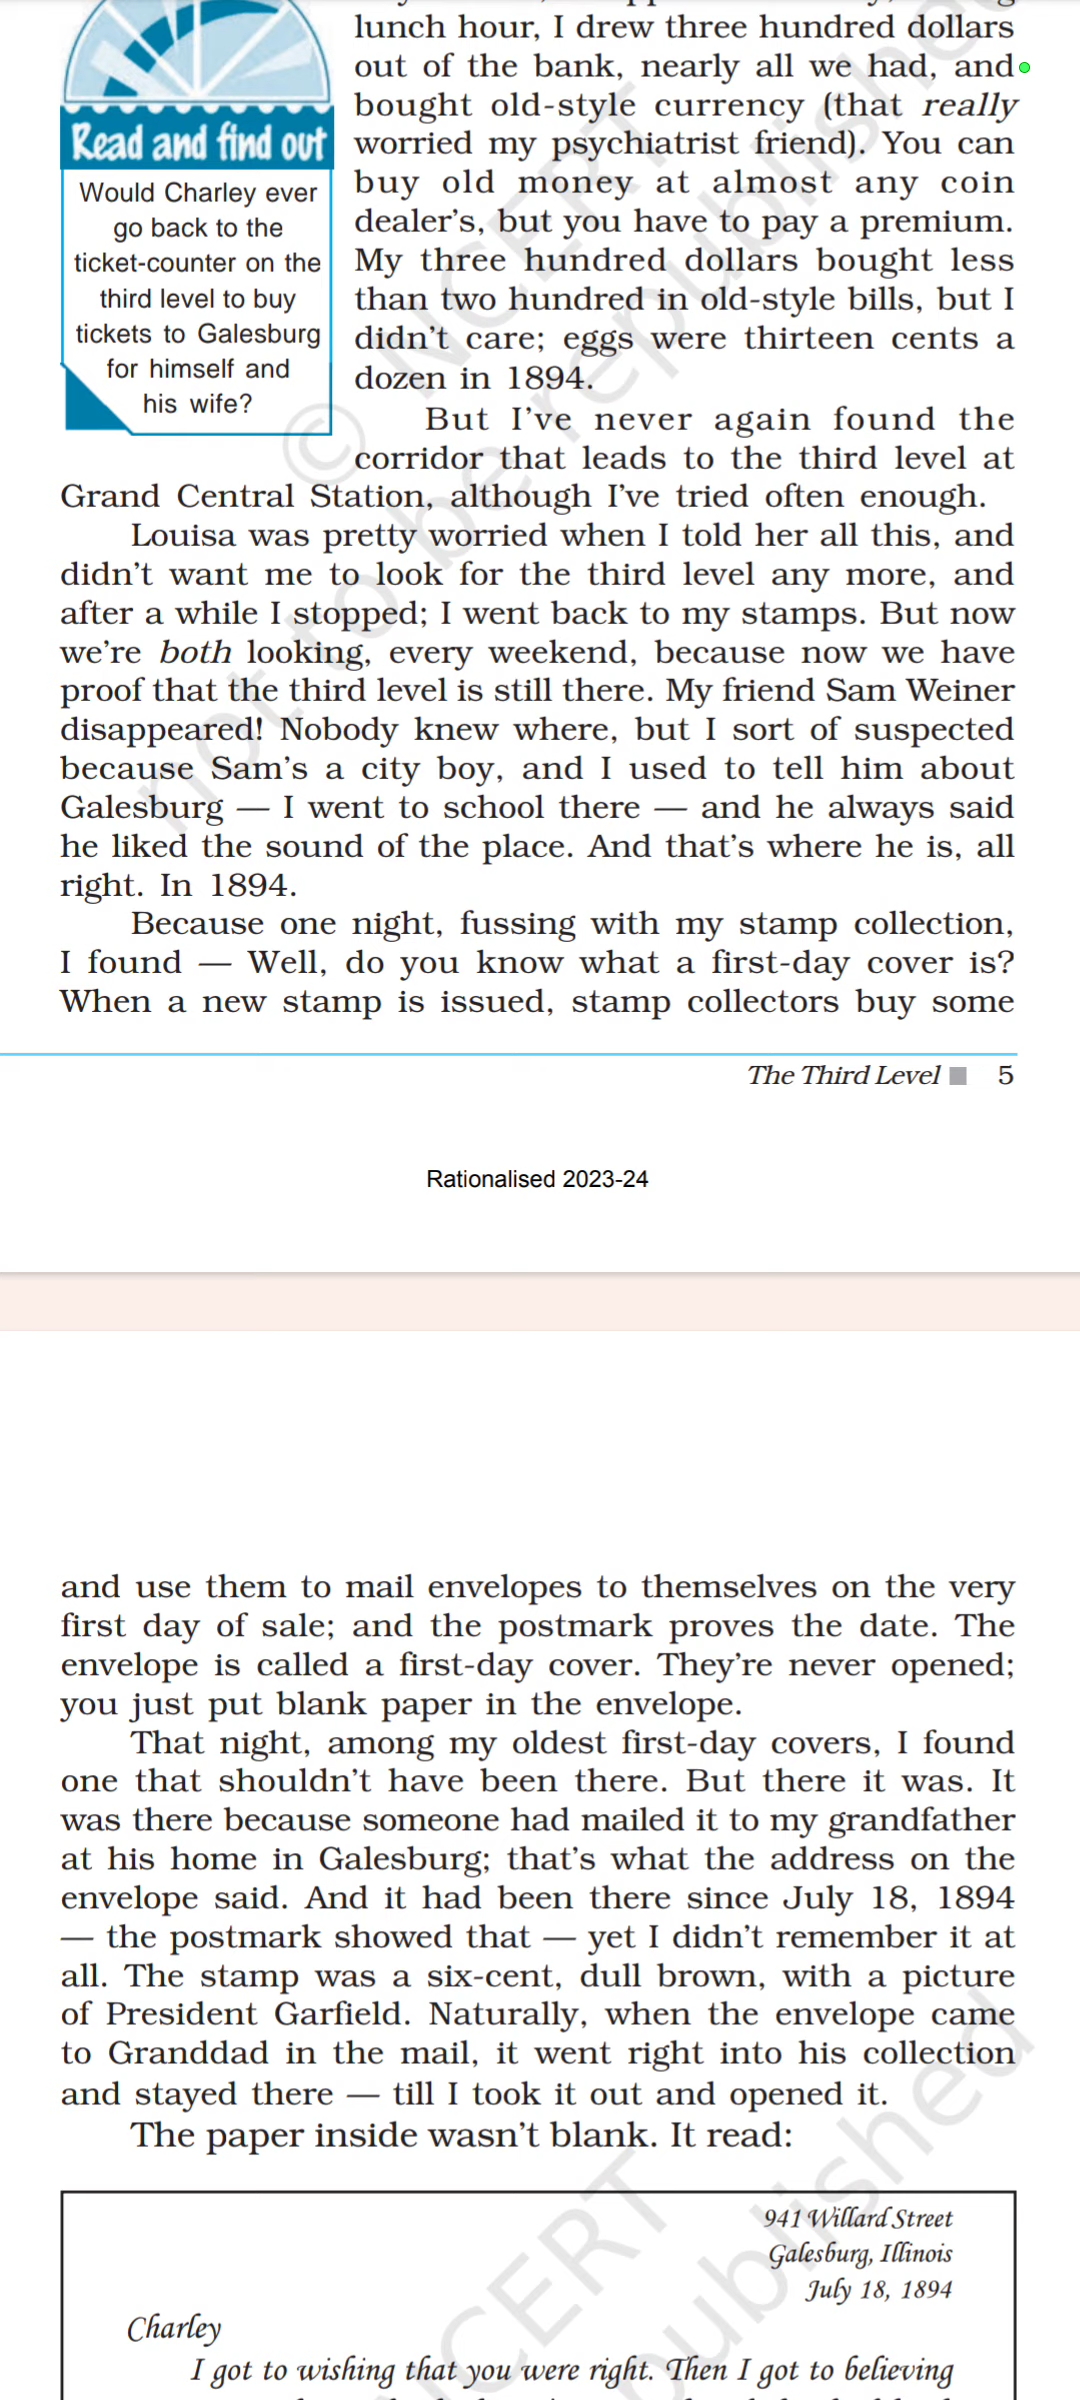 lunch hour, I drew three hundred dollars
out of the bank, nearly all we had, and
bought old-style currency (that really
worried my psychiatrist friend). You can
buy old money at almost any coin
dealer's, but you have to pay a premium.
My three hundred dollars bought less
than two hundred in old-style bills, but I
didn't care; eggs were thirteen cents a
dozen in 1894.
Read and find out
Would Charley ever
go back to the
ticket-counter on the
third level to buy
tickets to Galesburg
for himself and
his wife?
But I've never again found the
corridor that leads to the third level at
Grand Central Station, although I've tried often enough.
Louisa was pretty worried when I told her all this, and
didn't want me to look for the third level any more, and
after a while I stopped; I went back to my stamps. But now
we're both looking, every weekend, because now we have
proof that the third level is still there. My friend Sam Weiner
disappeared! Nobody knew where, but I sort of suspected
because Sam's a city boy, and I used to tell him about
Galesburg — I went to school there — and he always said
he liked the sound of the place. And that's where he is, all
right. In 1894.
Because one night, fussing with my stamp collection,
I found — Well, do you know what a first-day cover is?
When a new stamp is issued, stamp collectors buy some
The Third Level 5
Rationalised 2023-24
and use them to mail envelopes to themselves on the very
first day of sale; and the postmark proves the date. The
envelope is called a first-day cover. They're never opened;
you just put blank paper in the envelope.
That night, among my oldest first-day covers, I found
one that shouldn't have been there. But there it was. It
was there because someone had mailed it to my grandfather
at his home in Galesburg; that's what the address on the
envelope said. And it had been there since July 18, 1894
— the postmark showed that — yet I didn't remember it at
all. The stamp was a six-cent, dull brown, with a picture
of President Garfield. Naturally, when the envelope came
to Granddad in the mail, it went right into his collection
and stayed there — till I took it out and opened it.
The paper inside wasn't blank. It read:
941 Willard Street
Galesburg, Illinois
July 18, 1894
Charley
I got to wishing that you were right. Then I got to believing
© NCERT
not to be republished
NCERT
published